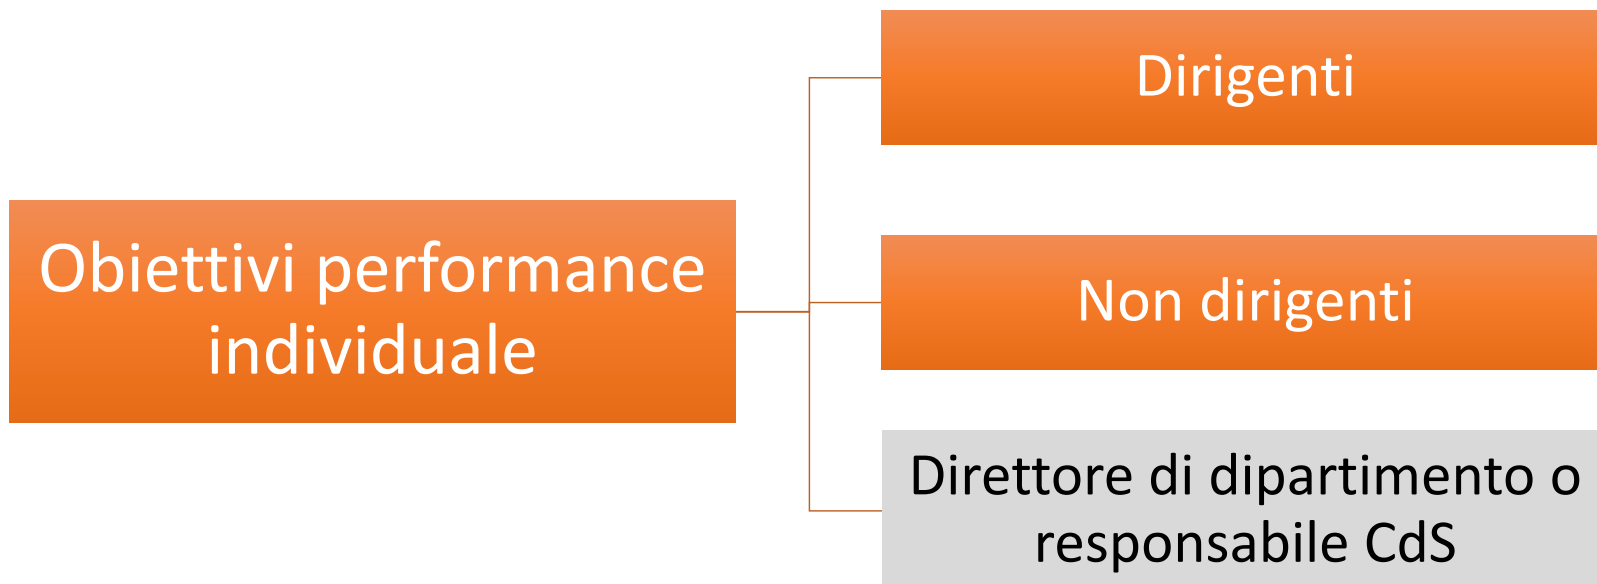 Obiettivi performance
individuale
Dirigenti
Non dirigenti
Direttore di dipartimento o
responsabile CdS